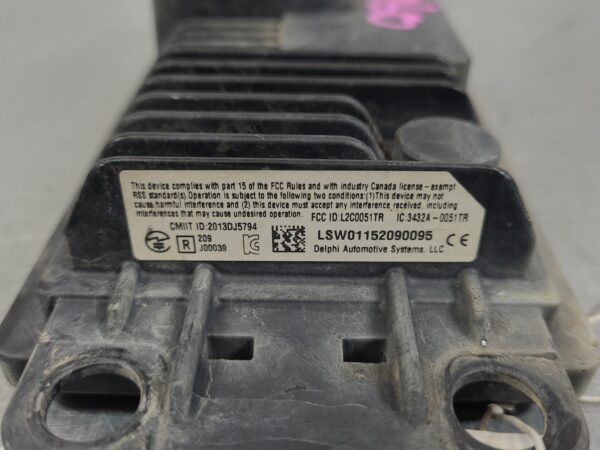 This device complies with part 15 of the FCC Rules and with industry Canada license - exempt
RSS standard(s).Operation is subject to the following two conditions:(1)This device may not
cause harmful interference and (2) this device must accept any interference received, including
interferences that may cause undesired operation.
FCC ID:L2C0051TR IC 3432A-0051TR
CMIIT ID:2013DJ5794
R 209
J00039
LSW01152090095
Delphi Automotive Systems, LLC
CE